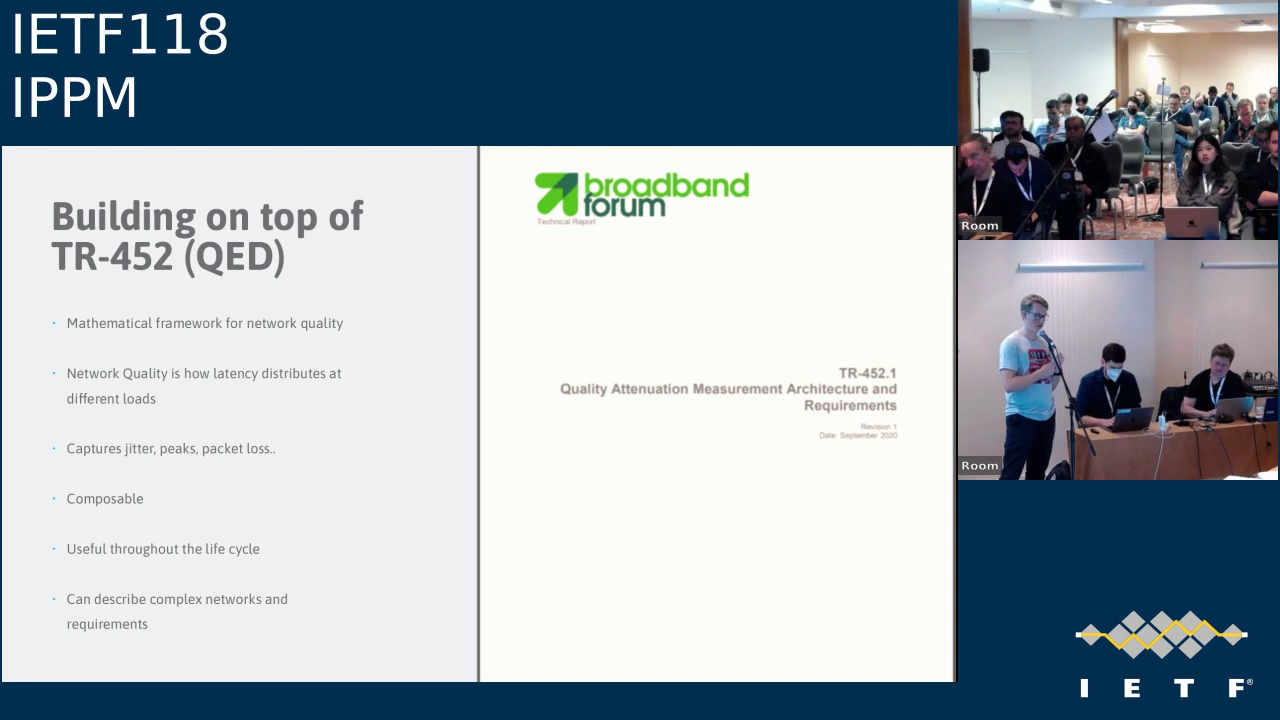 IETF118
IPPM
Building on top of
TR-452 (QED)
· Mathematical framework for network quality
· Network Quality is how latency distributes at
different loads
· Captures jitter, peaks, packet loss..
· Composable
· Useful throughout the life cycle
· Can describe complex networks and
requirements
broadband
forum
Technical Report
TR-452.1
Quality Attenuation Measurement Architecture and
Requirements
Revision 1
Date: September 2020
Room
Room
I E T F®